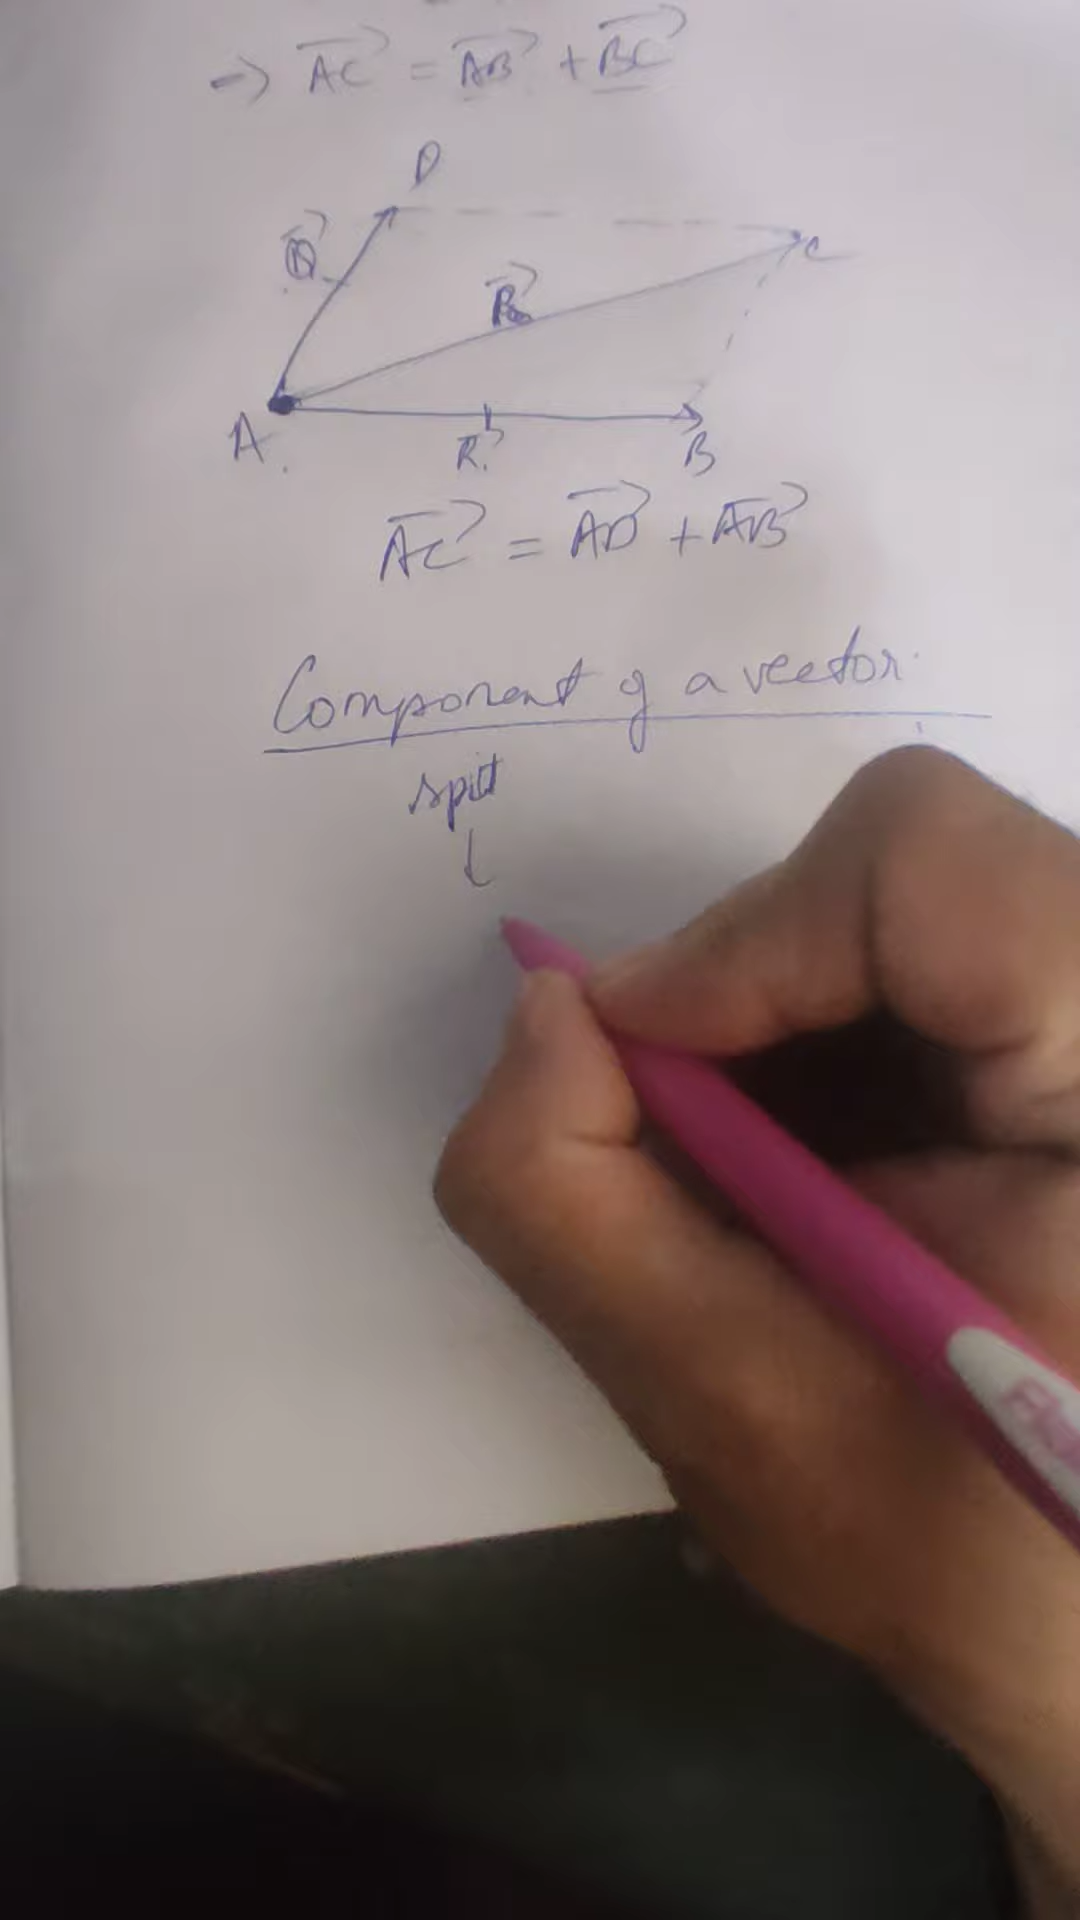 → AC = AB + BC
D
Q
C
A
B
AC = AD + AB
Component of a vector.
split
↓